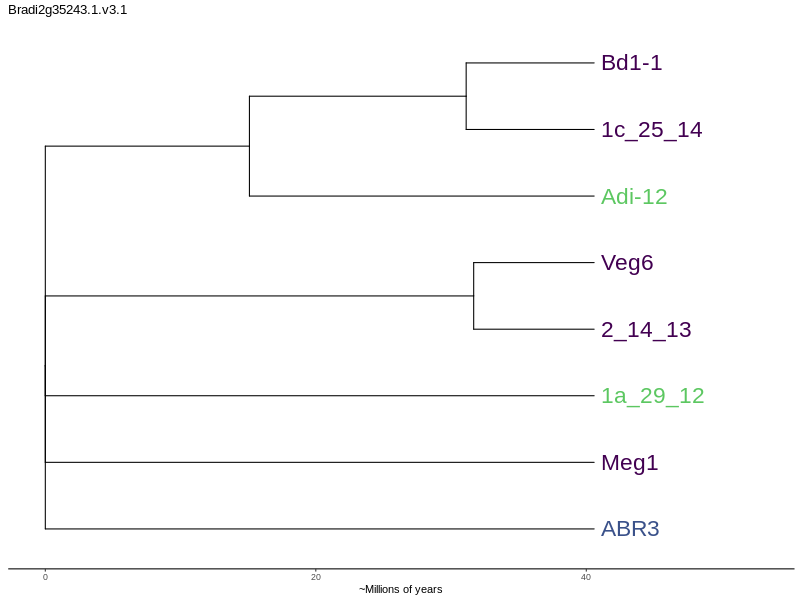 Bradi2g35243.1.v3.1
Bd1-1
1c_25_14
Adi-12
Veg6
2_14_13
1a_29_12
Meg1
ABR3
0 20 40
~Millions of years